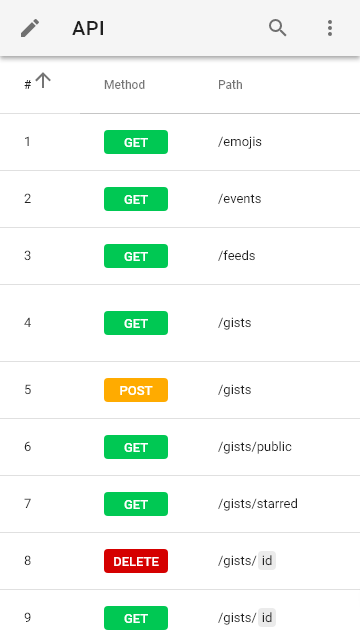 API
# Method Path
1 GET /emojis
2 GET /events
3 GET /feeds
4 GET /gists
5 POST /gists
6 GET /gists/public
7 GET /gists/starred
8 DELETE /gists/ id
9 GET /gists/ id